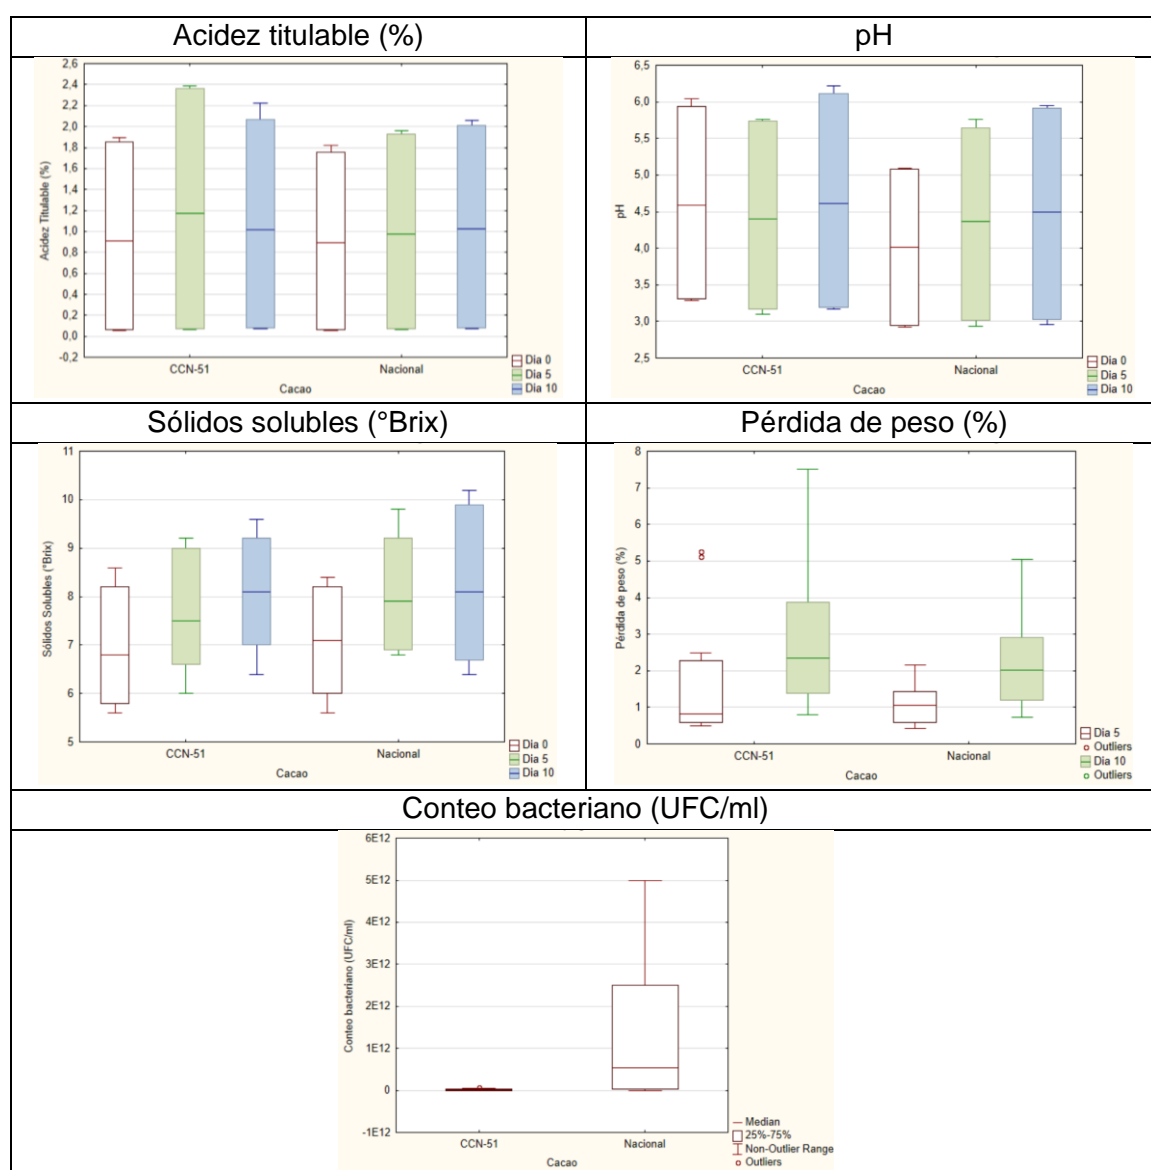 Acidez titulable (%)
pH
2,6
2,4
2,2
2,0
1,8
1,6
1,4
1,2
1,0
0,8
0,6
0,4
0,2
0,0
-0,2
Acidez Titulable (%)
CCN-51
Nacional
Cacao
Dia 0
Dia 5
Dia 10
6,5
6,0
5,5
5,0
4,5
4,0
3,5
3,0
2,5
pH
CCN-51
Nacional
Cacao
Dia 0
Dia 5
Dia 10
Sólidos solubles (°Brix)
Pérdida de peso (%)
11
10
9
8
7
6
5
Sólidos Solubles (°Brix)
CCN-51
Nacional
Cacao
Dia 0
Dia 5
Dia 10
8
7
6
5
4
3
2
1
0
Pérdida de peso (%)
CCN-51
Nacional
Cacao
Dia 5
Outliers
Dia 10
Outliers
Conteo bacteriano (UFC/ml)
6E12
5E12
4E12
3E12
2E12
1E12
0
-1E12
Conteo bacteriano (UFC/ml)
CCN-51
Nacional
Cacao
Median
25%-75%
Non-Outlier Range
Outliers